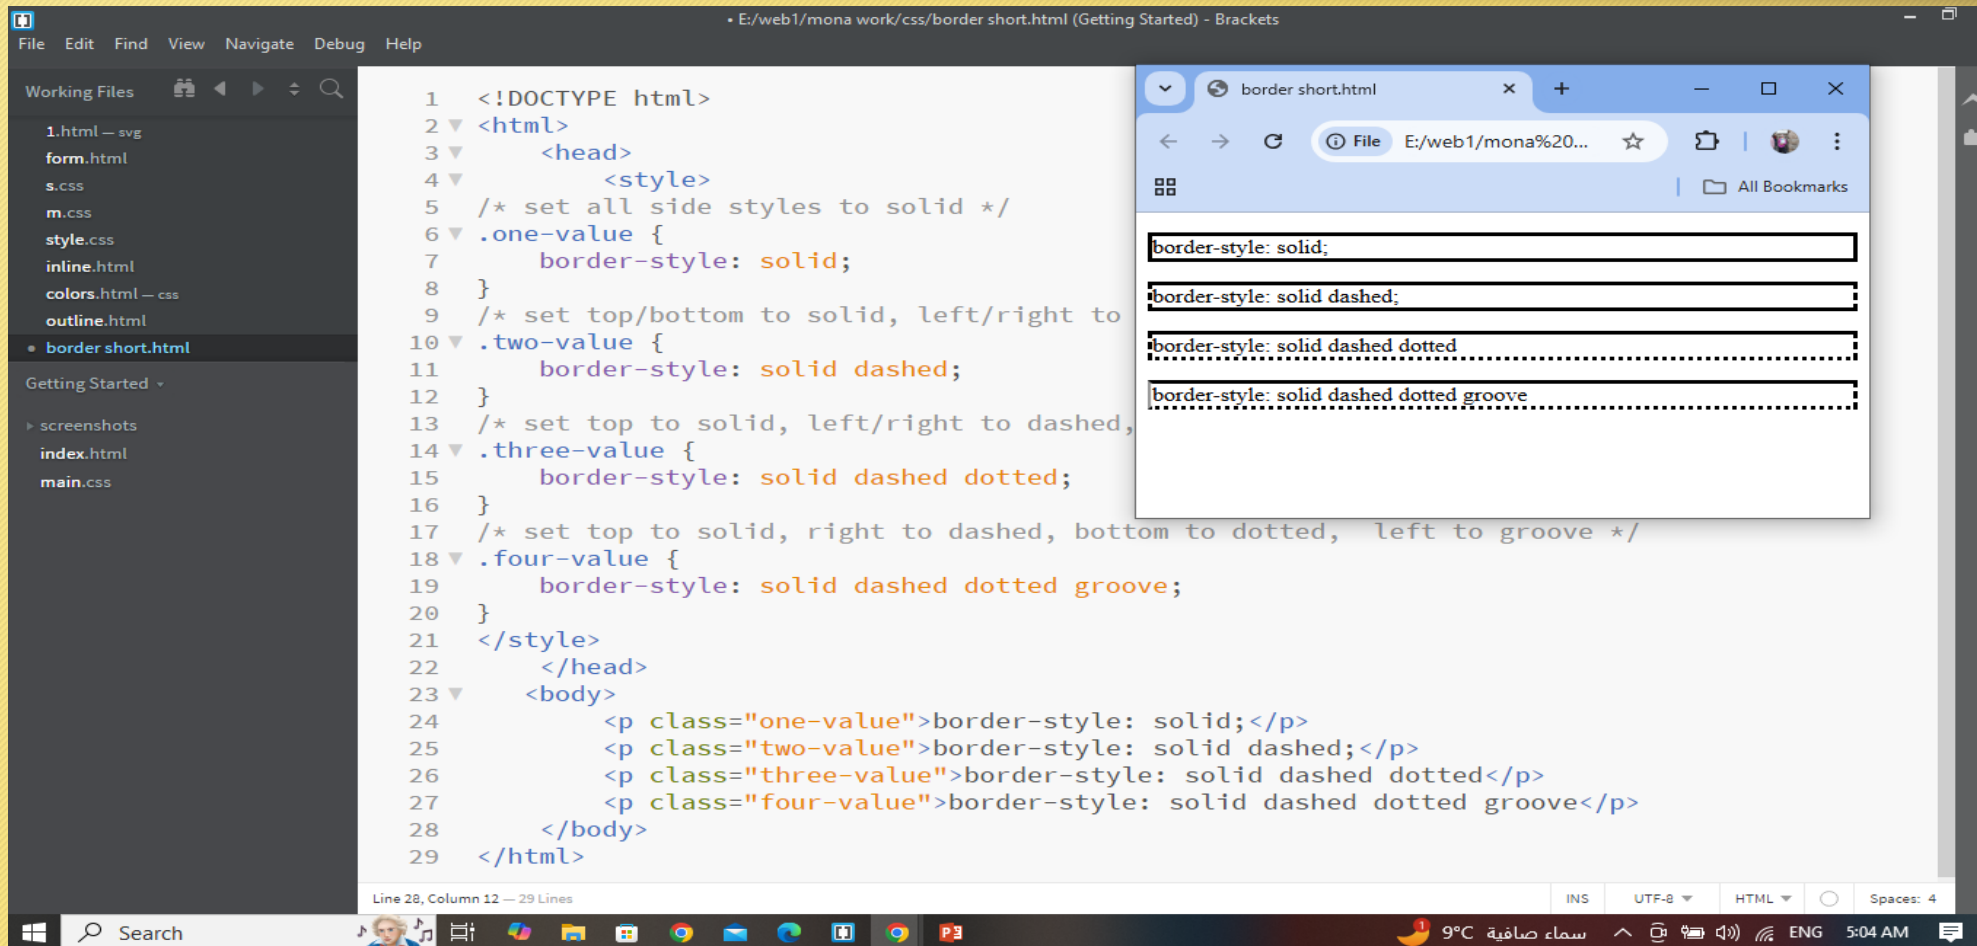 • E:/web1/mona work/css/border short.html (Getting Started) - Brackets
File Edit Find View Navigate Debug Help
Working Files
1.html — svg
form.html
s.css
m.css
style.css
inline.html
colors.html — css
outline.html
border short.html
Getting Started
screenshots
index.html
main.css
1 <!DOCTYPE html>
2 <html>
3 <head>
4 <style>
5 /* set all side styles to solid */
6 .one-value {
7 border-style: solid;
8 }
9 /* set top/bottom to solid, left/right to
10 .two-value {
11 border-style: solid dashed;
12 }
13 /* set top to solid, left/right to dashed,
14 .three-value {
15 border-style: solid dashed dotted;
16 }
17 /* set top to solid, right to dashed, bottom to dotted,  left to groove */
18 .four-value {
19 border-style: solid dashed dotted groove;
20 }
21 </style>
22 </head>
23 <body>
24 <p class="one-value">border-style: solid;</p>
25 <p class="two-value">border-style: solid dashed;</p>
26 <p class="three-value">border-style: solid dashed dotted</p>
27 <p class="four-value">border-style: solid dashed dotted groove</p>
28 </body>
29 </html>
border short.html
File E:/web1/mona%20...
All Bookmarks
border-style: solid;
border-style: solid dashed;
border-style: solid dashed dotted
border-style: solid dashed dotted groove
Line 28, Column 12 — 29 Lines
INS UTF-8 HTML Spaces: 4
Search
1
9°C سماء صافية
ENG 5:04 AM